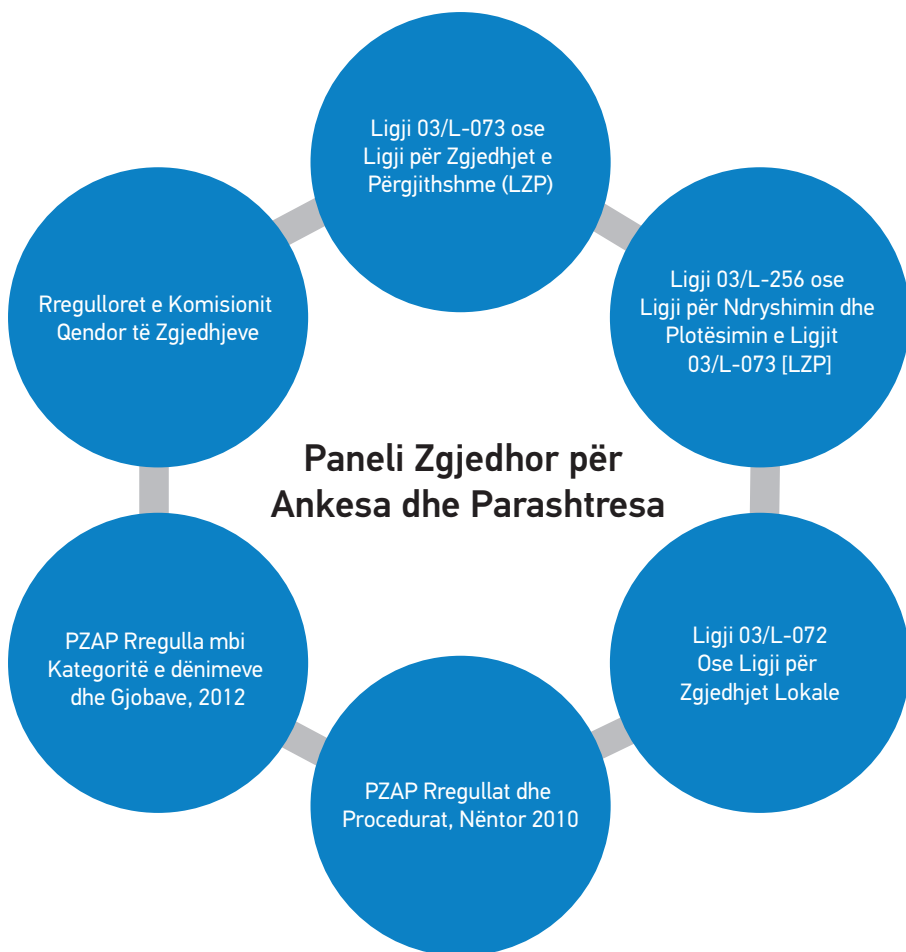 Ligji 03/L-073 ose
Ligji për Zgjedhjet e
Përgjithshme (LZP)
Rregulloret e Komisionit
Qendor të Zgjedhjeve
Ligji 03/L-256 ose
Ligji për Ndryshimin dhe
Plotësimin e Ligjit
03/L-073 [LZP]
Paneli Zgjedhor për
Ankesa dhe Parashtresa
PZAP Rregulla mbi
Kategoritë e dënimeve
dhe Gjobave, 2012
Ligji 03/L-072
Ose Ligji për
Zgjedhjet Lokale
PZAP Rregullat dhe
Procedurat, Nëntor 2010